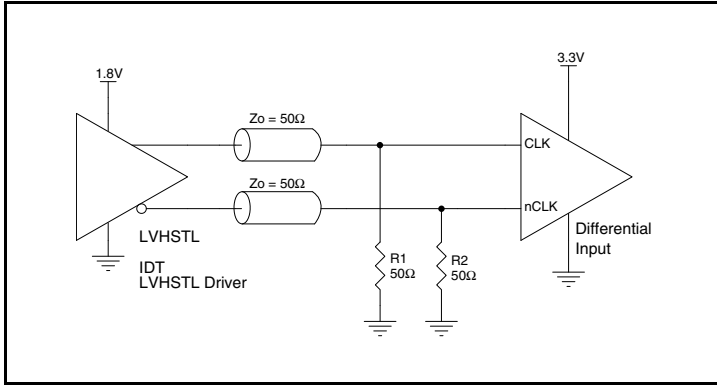 1.8V
3.3V
Zo = 50Ω
CLK
Zo = 50Ω
nCLK
LVHSTL
IDT
LVHSTL Driver
R1
50Ω
R2
50Ω
Differential
Input